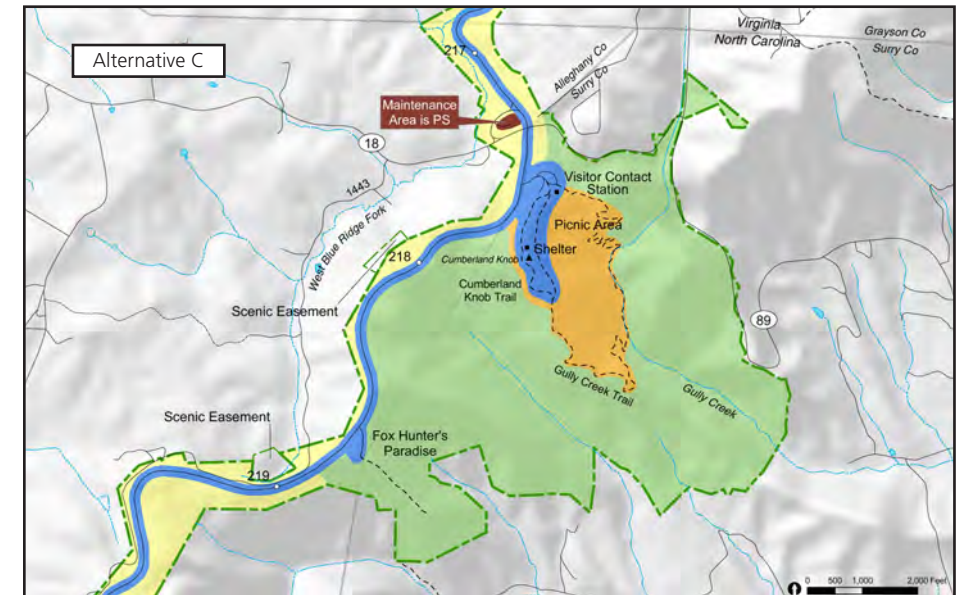 Alternative C
Virginia
North Carolina
Grayson Co
Surry Co
217
Alleghany Co
Surry Co
Maintenance
Area is PS
18
1443
Visitor Contact
Station
Picnic Area
West Blue Ridge Fork
218
Shelter
Cumberland Knob
Cumberland
Knob Trail
Scenic Easement
89
Gully Creek Trail
Gully Creek
Scenic Easement
Fox Hunter's
Paradise
219
0 500 1,000 2,000 Feet